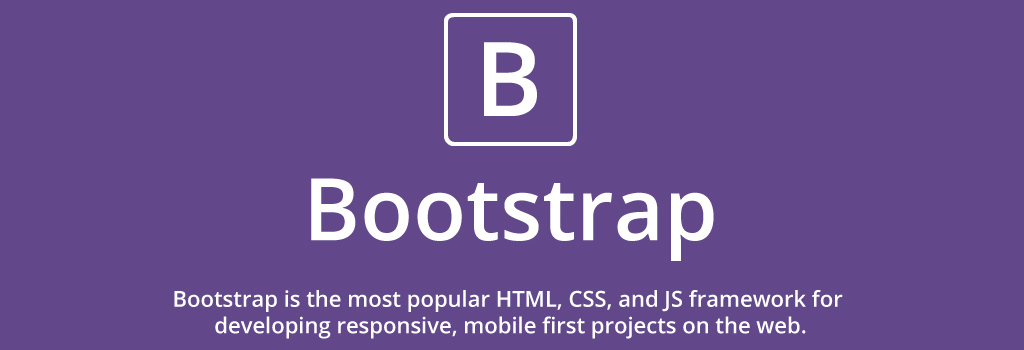 B
Bootstrap
Bootstrap is the most popular HTML, CSS, and JS framework for
developing responsive, mobile first projects on the web.